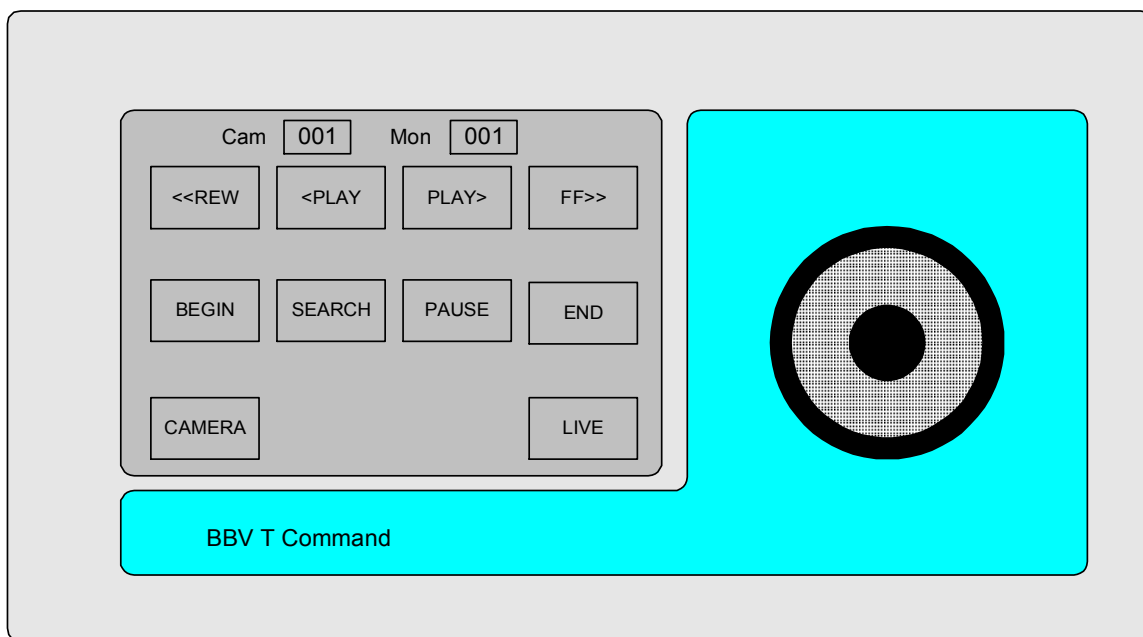 Cam 001 Mon 001
<<REW <PLAY PLAY> FF>>
BEGIN SEARCH PAUSE END
CAMERA LIVE
BBV T Command